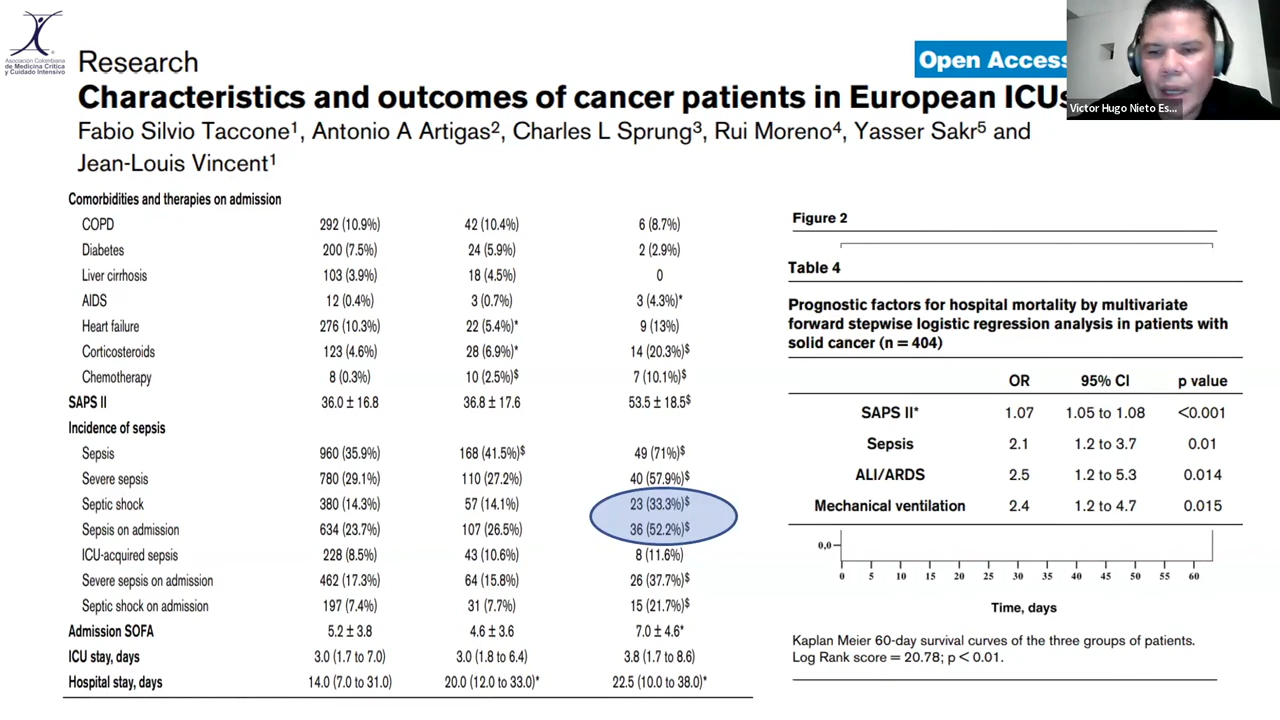 Asociación Colombiana
de Medicina Crítica
y Cuidado Intensivo
Research
Open Access
Characteristics and outcomes of cancer patients in European ICUs
Fabio Silvio Taccone1, Antonio A Artigas2, Charles L Sprung3, Rui Moreno4, Yasser Sakr5 and
Jean-Louis Vincent1
Victor Hugo Nieto Es...
Comorbidities and therapies on admission
COPD 292 (10.9%) 42 (10.4%) 6 (8.7%)
Diabetes 200 (7.5%) 24 (5.9%) 2 (2.9%)
Liver cirrhosis 103 (3.9%) 18 (4.5%) 0
AIDS 12 (0.4%) 3 (0.7%) 3 (4.3%)*
Heart failure 276 (10.3%) 22 (5.4%)* 9 (13%)
Corticosteroids 123 (4.6%) 28 (6.9%)* 14 (20.3%)$
Chemotherapy 8 (0.3%) 10 (2.5%)$ 7 (10.1%)$
SAPS II 36.0 ± 16.8 36.8 ± 17.6 53.5 ± 18.5$
Incidence of sepsis
Sepsis 960 (35.9%) 168 (41.5%)$ 49 (71%)$
Severe sepsis 780 (29.1%) 110 (27.2%) 40 (57.9%)$
Septic shock 380 (14.3%) 57 (14.1%) 23 (33.3%)$
Sepsis on admission 634 (23.7%) 107 (26.5%) 36 (52.2%)$
ICU-acquired sepsis 228 (8.5%) 43 (10.6%) 8 (11.6%)
Severe sepsis on admission 462 (17.3%) 64 (15.8%) 26 (37.7%)$
Septic shock on admission 197 (7.4%) 31 (7.7%) 15 (21.7%)$
Admission SOFA 5.2 ± 3.8 4.6 ± 3.6 7.0 ± 4.6*
ICU stay, days 3.0 (1.7 to 7.0) 3.0 (1.8 to 6.4) 3.8 (1.7 to 8.6)
Hospital stay, days 14.0 (7.0 to 31.0) 20.0 (12.0 to 33.0)* 22.5 (10.0 to 38.0)*
Figure 2
Table 4
Prognostic factors for hospital mortality by multivariate
forward stepwise logistic regression analysis in patients with
solid cancer (n = 404)
OR 95% CI p value
SAPS II* 1.07 1.05 to 1.08 <0.001
Sepsis 2.1 1.2 to 3.7 0.01
ALI/ARDS 2.5 1.2 to 5.3 0.014
Mechanical ventilation 2.4 1.2 to 4.7 0.015
0,0
0 5 10 15 20 25 30 35 40 45 50 55 60
Time, days
Kaplan Meier 60-day survival curves of the three groups of patients.
Log Rank score = 20.78; p < 0.01.